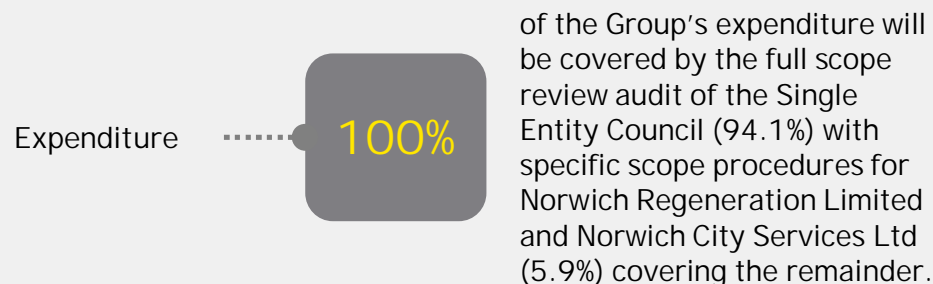 Expenditure
100%
of the Group's expenditure will
be covered by the full scope
review audit of the Single
Entity Council (94.1%) with
specific scope procedures for
Norwich Regeneration Limited
and Norwich City Services Ltd
(5.9%) covering the remainder.